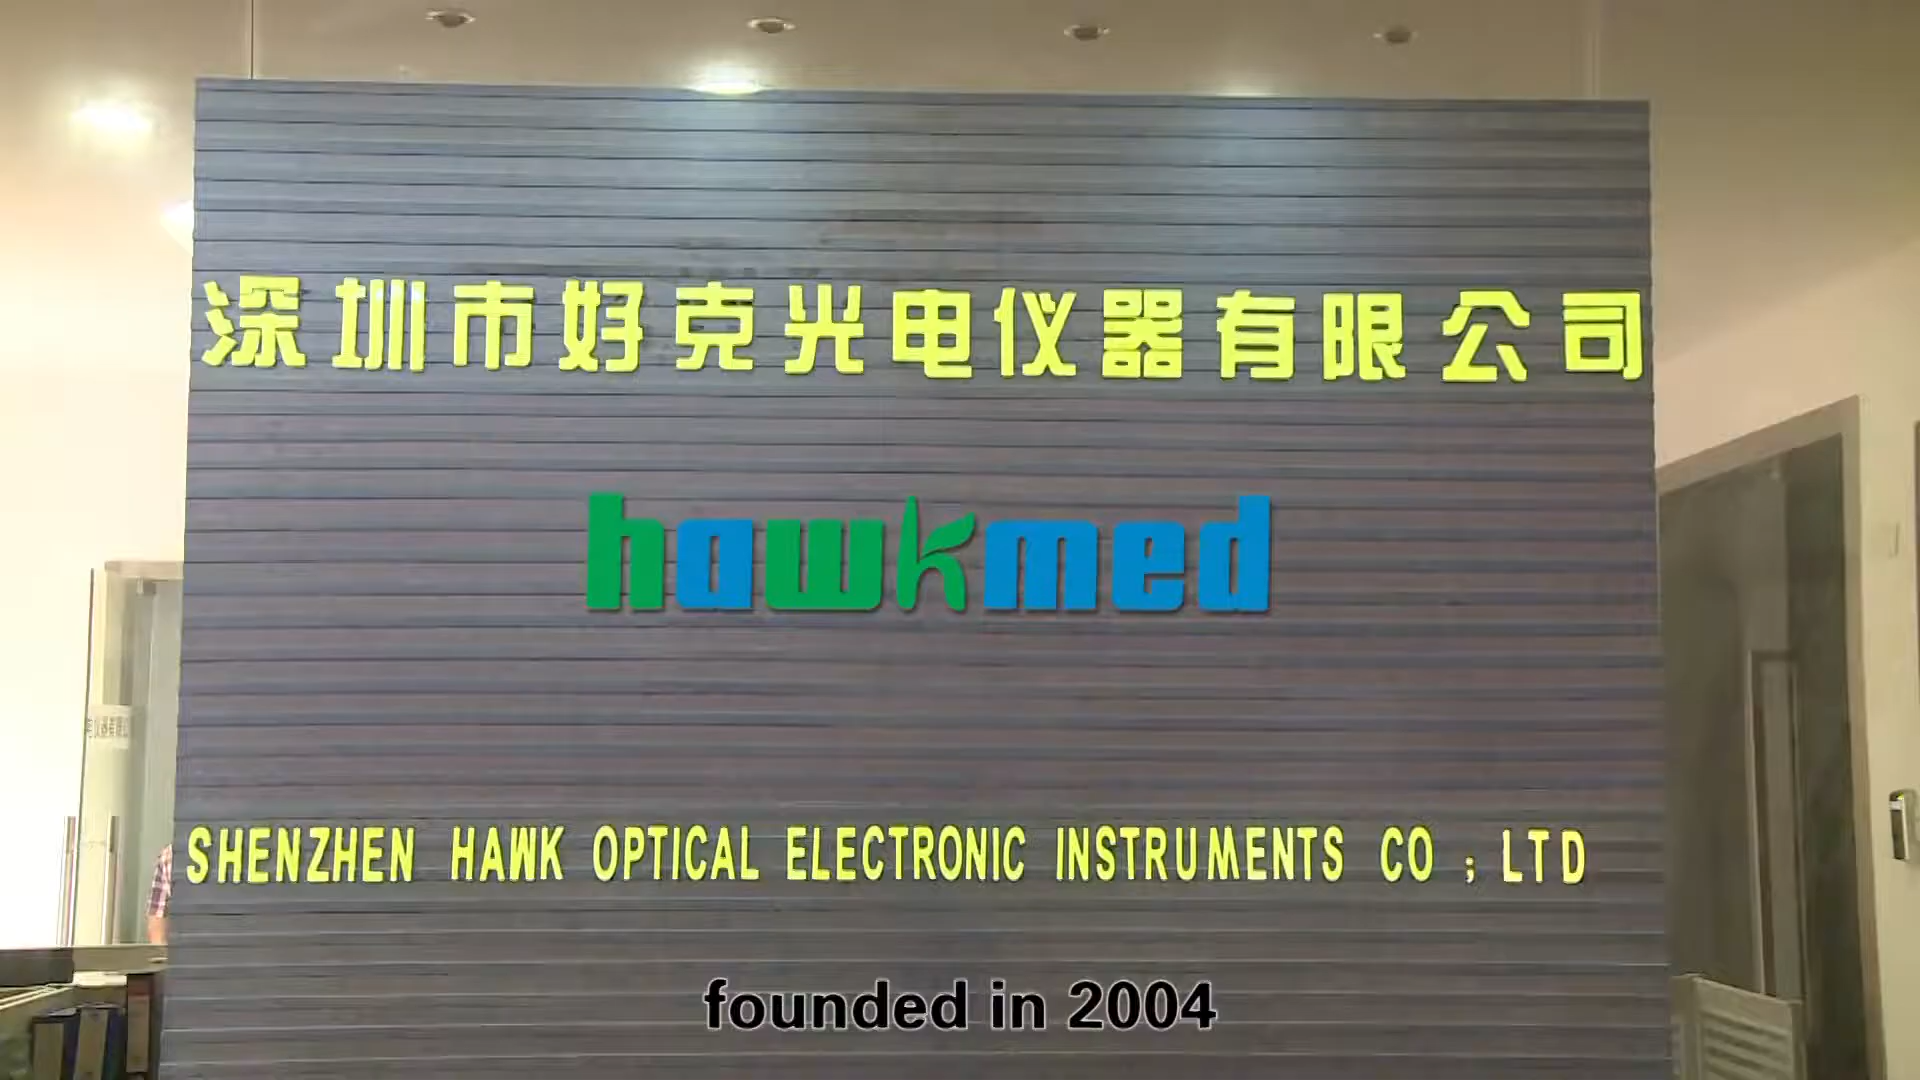 深圳市好克光电仪器有限公司
hawkmed
SHENZHEN HAWK OPTICAL ELECTRONIC INSTRUMENTS CO ; LTD
founded in 2004